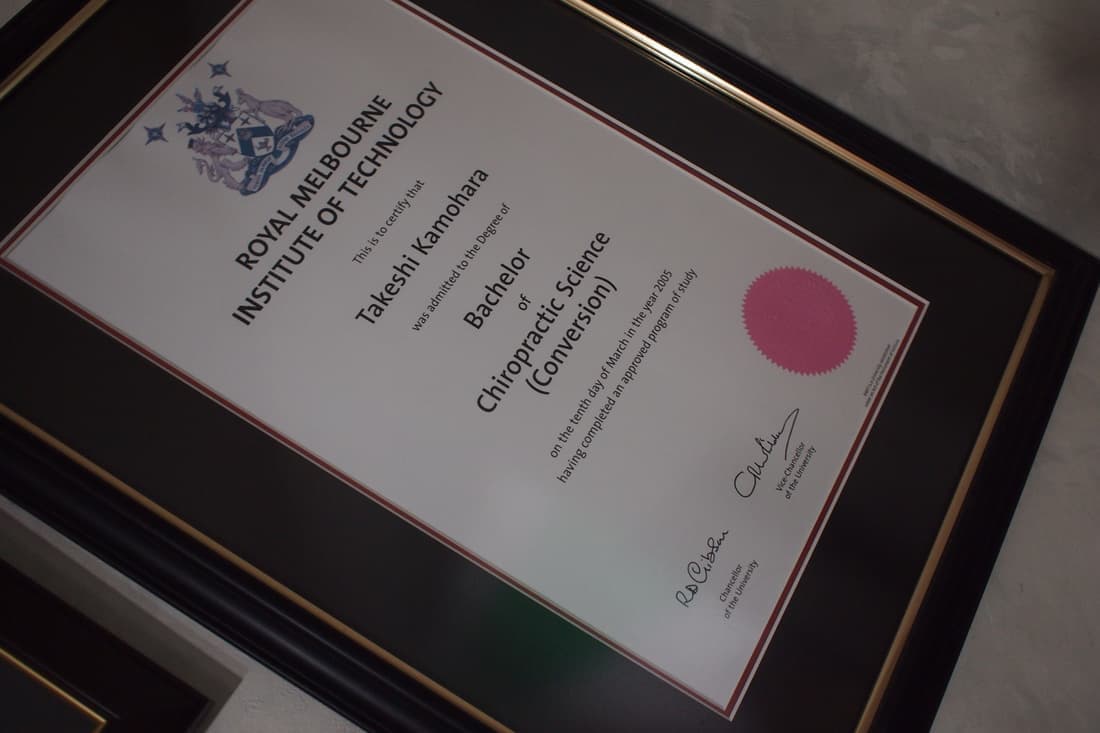 ROYAL MELBOURNE
INSTITUTE OF TECHNOLOGY
This is to certify that
Takeshi Kamohara
was admitted to the Degree of
Bachelor
of
Chiropractic Science
(Conversion)
on the tenth day of March in the year 2005
having completed an approved program of study
Vice-Chancellor
of the University
RD Gibson
Chancellor
of the University